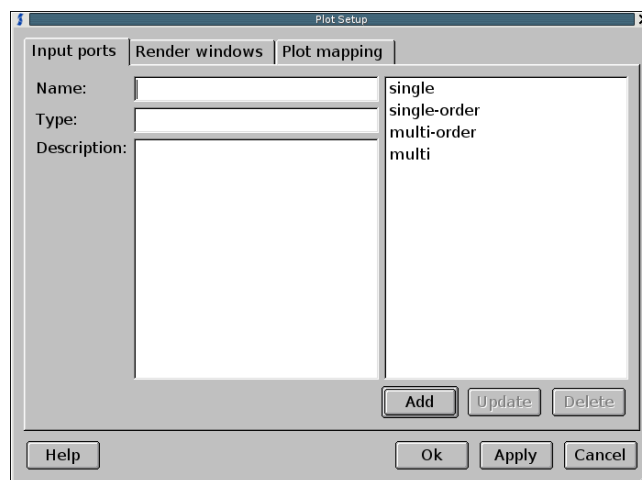 Plot Setup
Input ports Render windows Plot mapping
Name:
Type:
Description:
single
single-order
multi-order
multi
Add Update Delete
Help Ok Apply Cancel